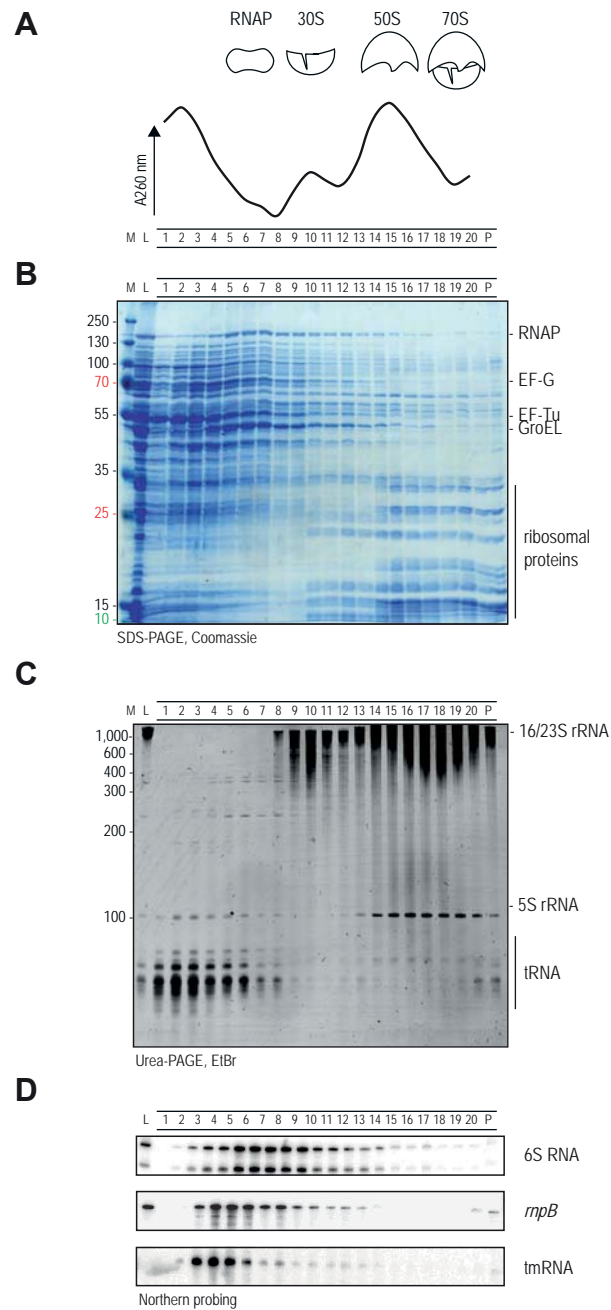 A
RNAP 30S 50S 70S
A260 nm
M L 1 2 3 4 5 6 7 8 9 10 11 12 13 14 15 16 17 18 19 20 P
B
M L 1 2 3 4 5 6 7 8 9 10 11 12 13 14 15 16 17 18 19 20 P
250 -
130 -
100 -
70 -
55 -
35 -
25 -
15 -
10 -
- RNAP
- EF-G
- EF-Tu
- GroEL
ribosomal
proteins
SDS-PAGE, Coomassie
C
M L 1 2 3 4 5 6 7 8 9 10 11 12 13 14 15 16 17 18 19 20 P
1,000 -
600 -
400 -
300 -
200 -
100 -
- 16/23S rRNA
- 5S rRNA
tRNA
Urea-PAGE, EtBr
D
L 1 2 3 4 5 6 7 8 9 10 11 12 13 14 15 16 17 18 19 20 P
6S RNA
rnpB
tmRNA
Northern probing